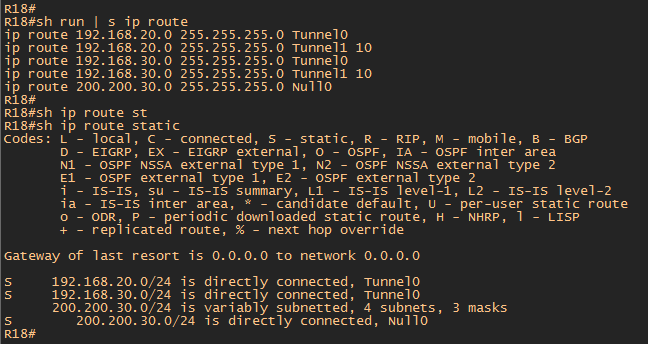 R18#
R18#sh run | s ip route
ip route 192.168.20.0 255.255.255.0 Tunnel0
ip route 192.168.20.0 255.255.255.0 Tunnel1 10
ip route 192.168.30.0 255.255.255.0 Tunnel0
ip route 192.168.30.0 255.255.255.0 Tunnel1 10
ip route 200.200.30.0 255.255.255.0 Null0
R18#
R18#sh ip route st
R18#sh ip route static
Codes: L - local, C - connected, S - static, R - RIP, M - mobile, B - BGP
D - EIGRP, EX - EIGRP external, O - OSPF, IA - OSPF inter area
N1 - OSPF NSSA external type 1, N2 - OSPF NSSA external type 2
E1 - OSPF external type 1, E2 - OSPF external type 2
i - IS-IS, su - IS-IS summary, L1 - IS-IS level-1, L2 - IS-IS level-2
ia - IS-IS inter area, * - candidate default, U - per-user static route
o - ODR, P - periodic downloaded static route, H - NHRP, l - LISP
+ - replicated route, % - next hop override
Gateway of last resort is 0.0.0.0 to network 0.0.0.0
S 192.168.20.0/24 is directly connected, Tunnel0
S 192.168.30.0/24 is directly connected, Tunnel0
200.200.30.0/24 is variably subnetted, 4 subnets, 3 masks
S 200.200.30.0/24 is directly connected, Null0
R18#